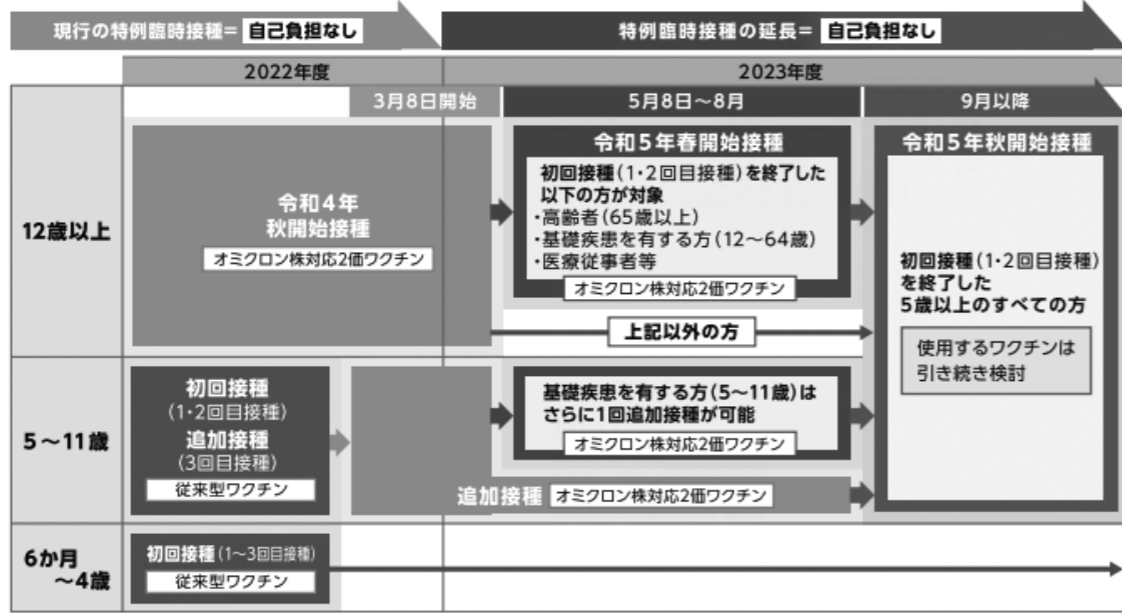 現行の特例臨時接種= 自己負担なし
特例臨時接種の延長= 自己負担なし
2022年度
2023年度
3月8日開始
5月8日～8月
9月以降
12歳以上
令和4年
秋開始接種
オミクロン株対応2価ワクチン
令和5年春開始接種
初回接種(1・2回目接種)を終了した
以下の方が対象
・高齢者(65歳以上)
・基礎疾患を有する方(12～64歳)
・医療従事者等
オミクロン株対応2価ワクチン
上記以外の方
令和5年秋開始接種
初回接種(1・2回目接種)
を終了した
5歳以上のすべての方
使用するワクチンは
引き続き検討
5～11歳
初回接種
(1・2回目接種)
追加接種
(3回目接種)
従来型ワクチン
基礎疾患を有する方(5～11歳)は
さらに1回追加接種が可能
オミクロン株対応2価ワクチン
追加接種 オミクロン株対応2価ワクチン
6か月
～4歳
初回接種(1～3回目接種)
従来型ワクチン